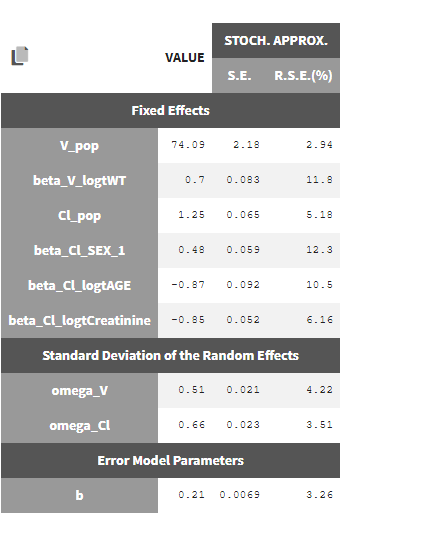 STOCH. APPROX.
VALUE
S.E. R.S.E.(%)
Fixed Effects
V_pop 74.09 2.18 2.94
beta_V_logtWT 0.7 0.083 11.8
Cl_pop 1.25 0.065 5.18
beta_Cl_SEX_1 0.48 0.059 12.3
beta_Cl_logtAGE -0.87 0.092 10.5
beta_Cl_logtCreatinine -0.85 0.052 6.16
Standard Deviation of the Random Effects
omega_V 0.51 0.021 4.22
omega_Cl 0.66 0.023 3.51
Error Model Parameters
b 0.21 0.0069 3.26